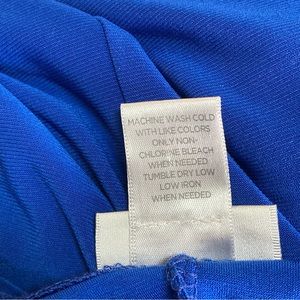 MACHINE WASH COLD
WITH LIKE COLORS
ONLY NON-
CHLORINE BLEACH
WHEN NEEDED
TUMBLE DRY LOW
LOW IRON
WHEN NEEDED